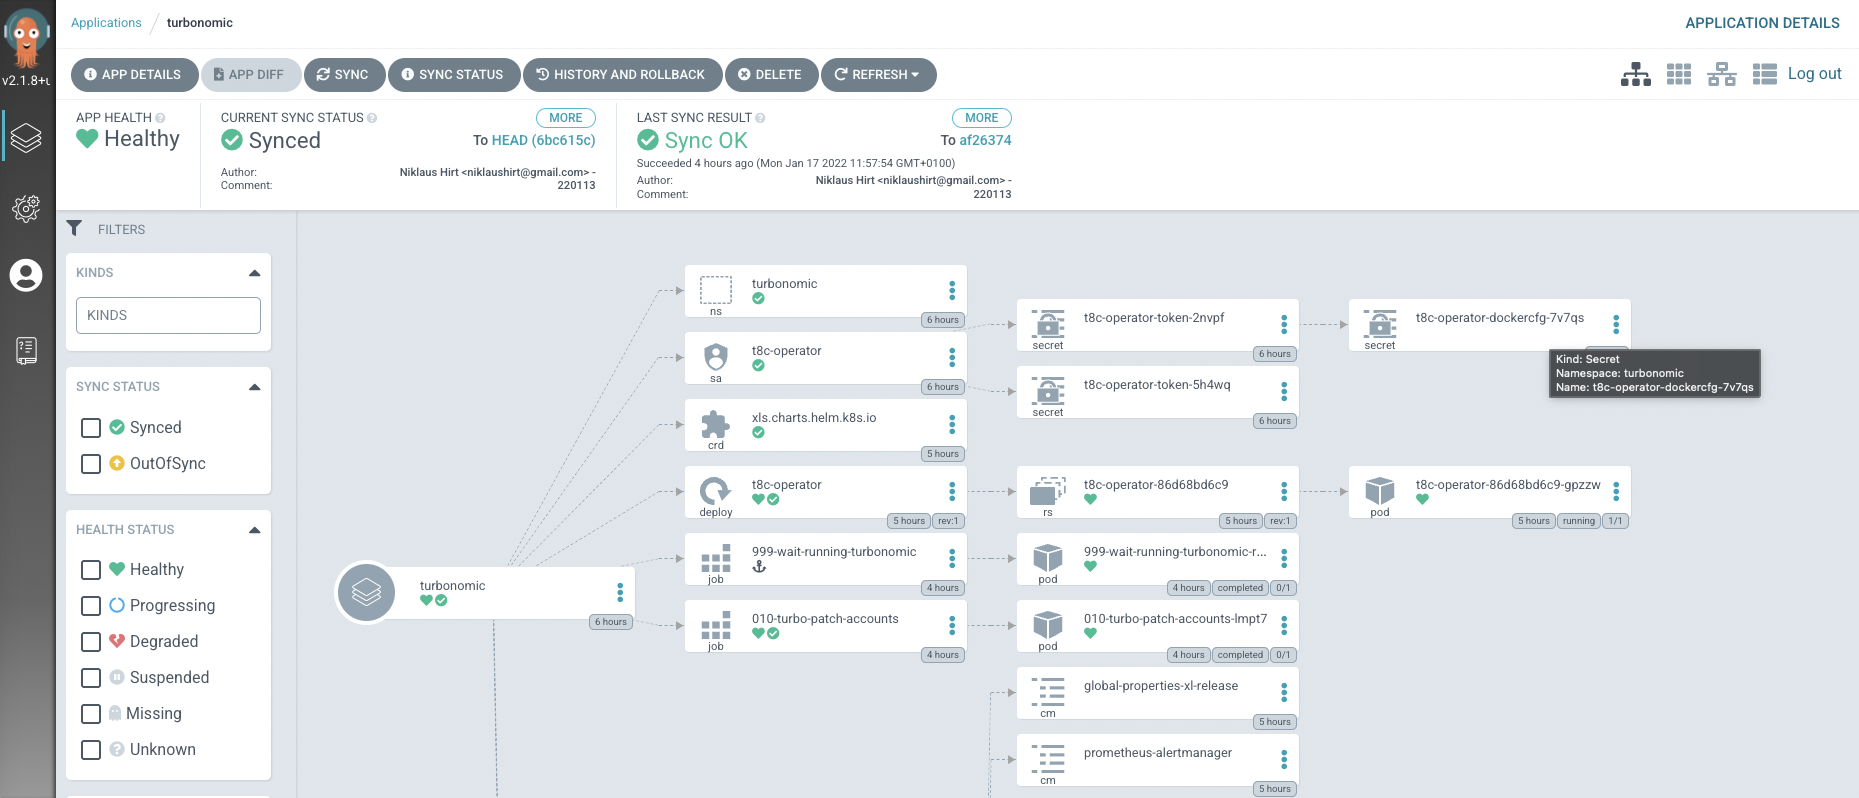 Applications / turbonomic
APPLICATION DETAILS
v2.1.8+u
APP DETAILS
APP DIFF
SYNC
SYNC STATUS
HISTORY AND ROLLBACK
DELETE
REFRESH
Log out
APP HEALTH
Healthy
CURRENT SYNC STATUS
MORE
Synced
To HEAD (6bc615c)
Author:
Niklaus Hirt <niklaushirt@gmail.com> -
Comment:
220113
LAST SYNC RESULT
MORE
Sync OK
To af26374
Succeeded 4 hours ago (Mon Jan 17 2022 11:57:54 GMT+0100)
Author:
Niklaus Hirt <niklaushirt@gmail.com> -
Comment:
220113
FILTERS
KINDS
KINDS
SYNC STATUS
Synced
OutOfSync
HEALTH STATUS
Healthy
Progressing
Degraded
Suspended
Missing
Unknown
turbonomic
6 hours
turbonomic
ns
6 hours
t8c-operator
sa
6 hours
xls.charts.helm.k8s.io
crd
5 hours
t8c-operator
deploy
5 hours
rev:1
999-wait-running-turbonomic
job
4 hours
010-turbo-patch-accounts
job
4 hours
t8c-operator-token-2nvpf
secret
6 hours
t8c-operator-token-5h4wq
secret
6 hours
t8c-operator-86d68bd6c9
rs
5 hours
rev:1
999-wait-running-turbonomic-r...
pod
4 hours
completed
0/1
010-turbo-patch-accounts-lmpt7
pod
4 hours
completed
0/1
global-properties-xl-release
cm
5 hours
prometheus-alertmanager
cm
5 hours
t8c-operator-dockercfg-7v7qs
secret
Kind: Secret
Namespace: turbonomic
Name: t8c-operator-dockercfg-7v7qs
t8c-operator-86d68bd6c9-gpzzw
pod
5 hours
running
1/1